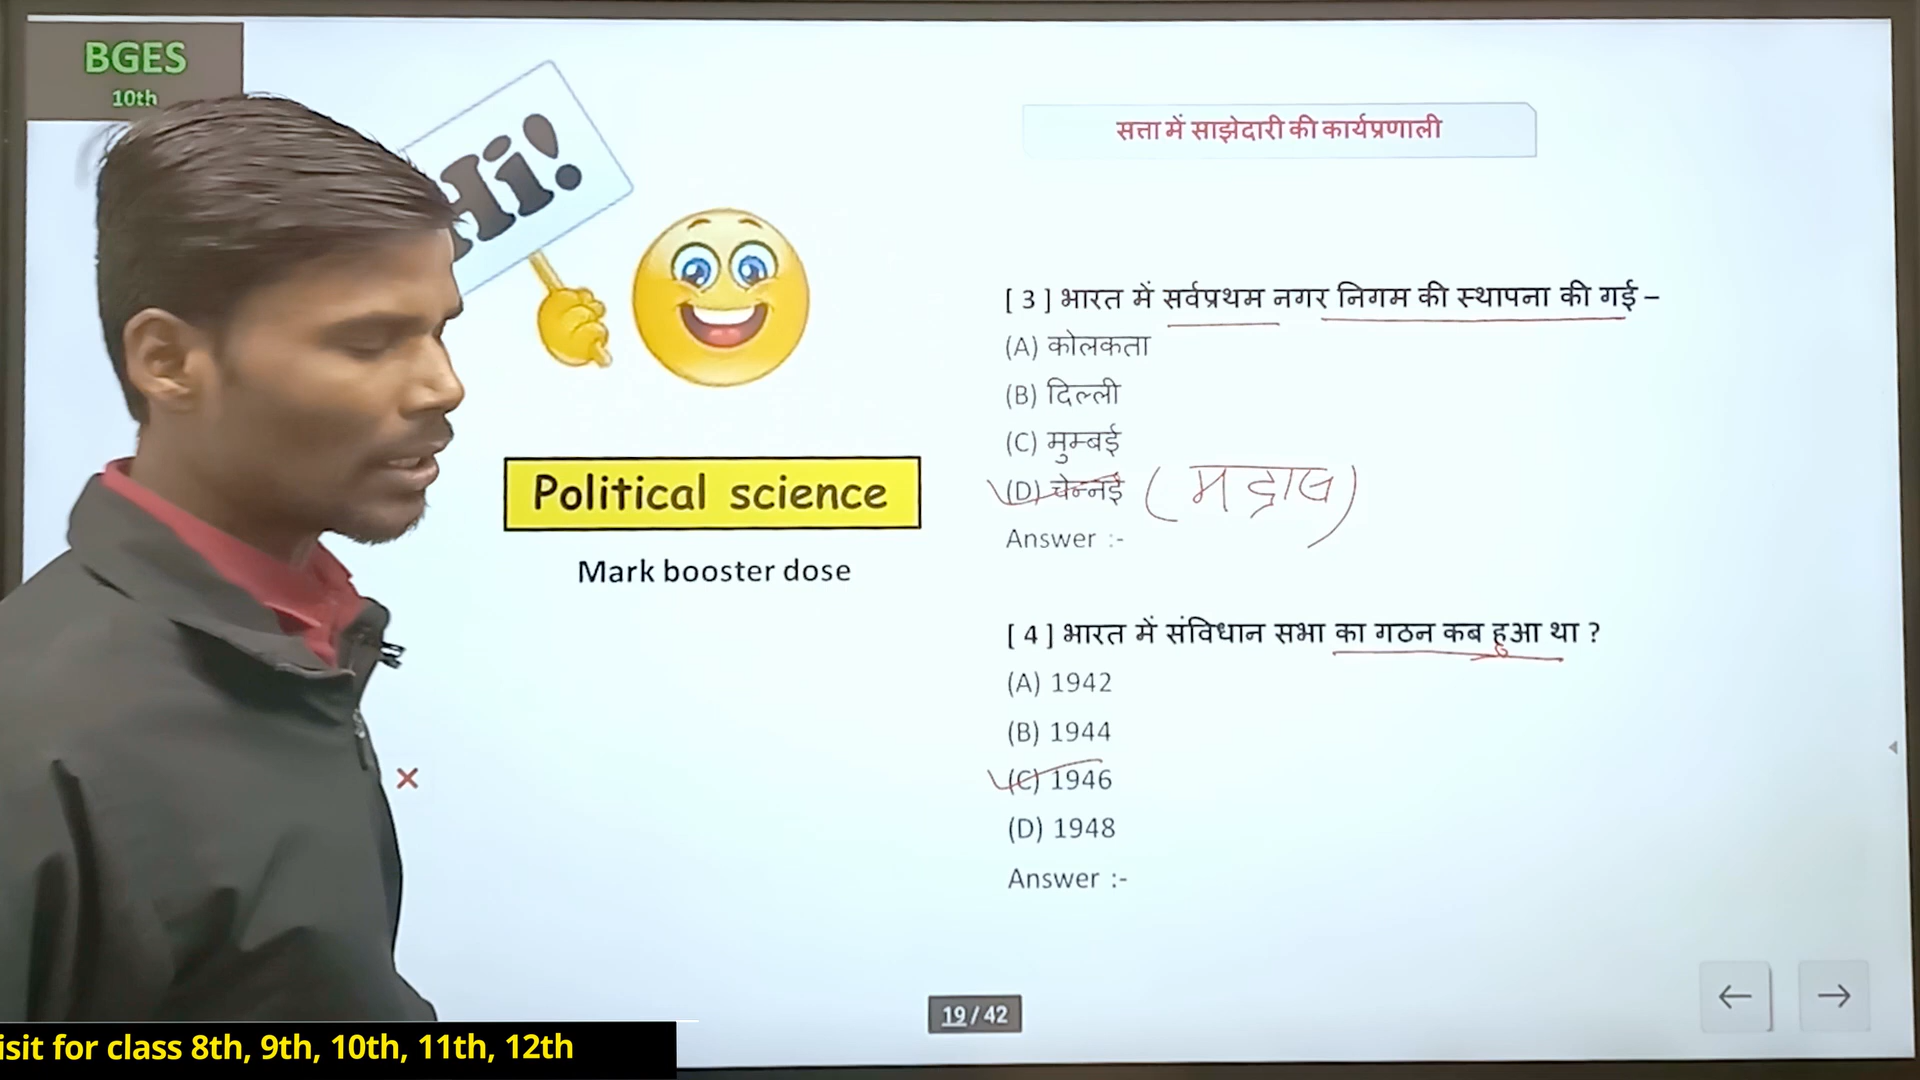 BGES
10th
Hi!
सत्ता में साझेदारी की कार्यप्रणाली
[ 3 ] भारत में सर्वप्रथम नगर निगम की स्थापना की गई –
(A) कोलकता
(B) दिल्ली
(C) मुम्बई
(D) चेन्नई (मद्रास)
Answer :-
Political science
Mark booster dose
[ 4 ] भारत में संविधान सभा का गठन कब हुआ था ?
(A) 1942
(B) 1944
(C) 1946
(D) 1948
Answer :-
19 / 42
isit for class 8th, 9th, 10th, 11th, 12th